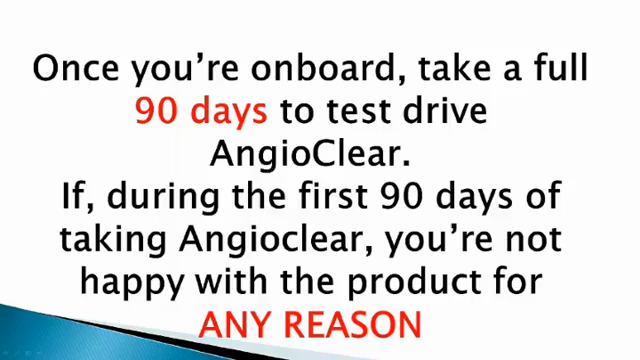 Once you're onboard, take a full
90 days to test drive
AngioClear.
If, during the first 90 days of
taking Angioclear, you're not
happy with the product for
ANY REASON